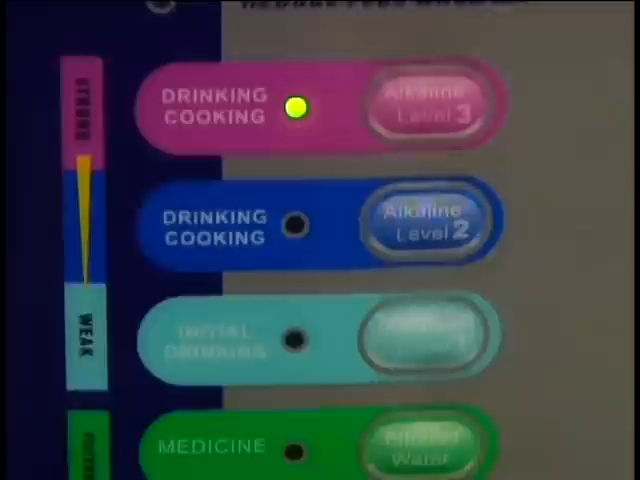 DRINKING
COOKING
Alkaline
Level 3
STRONG
DRINKING
COOKING
Alkaline
Level 2
WEAK
INITIAL
DRINKING
MEDICINE
Filtered
Water